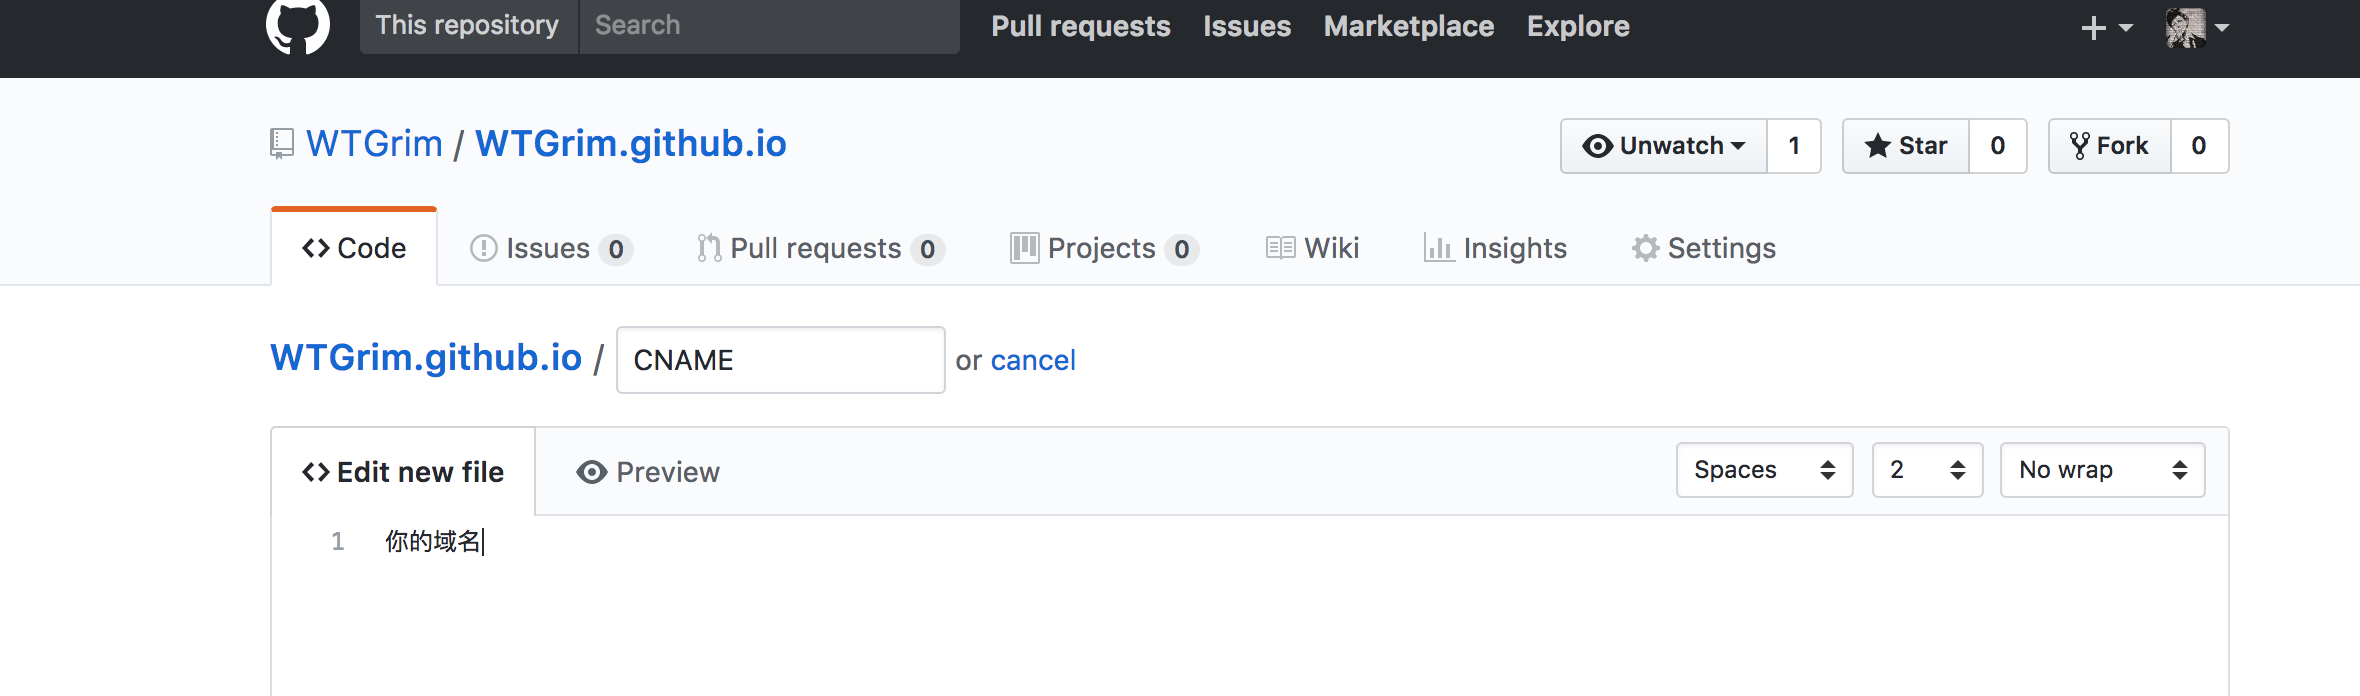 This repository Search Pull requests Issues Marketplace Explore
WTGrim / WTGrim.github.io Unwatch 1 Star 0 Fork 0
Code Issues 0 Pull requests 0 Projects 0 Wiki Insights Settings
WTGrim.github.io / CNAME or cancel
Edit new file Preview Spaces 2 No wrap
1 你的域名